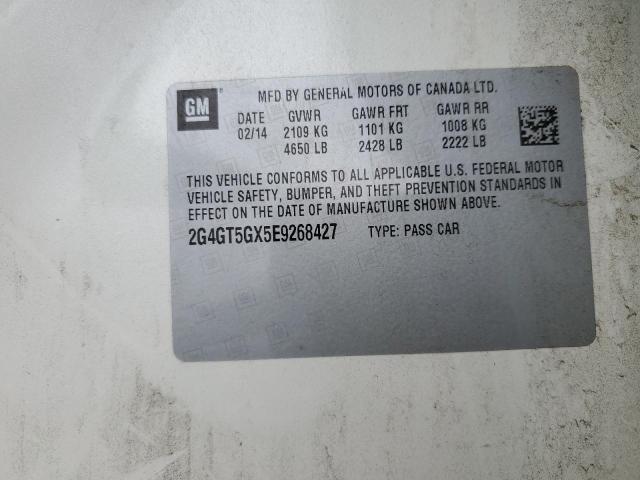 GM
MFD BY GENERAL MOTORS OF CANADA LTD.
DATE GVWR GAWR FRT GAWR RR
02/14 2109 KG 1101 KG 1008 KG
4650 LB 2428 LB 2222 LB
THIS VEHICLE CONFORMS TO ALL APPLICABLE U.S. FEDERAL MOTOR
VEHICLE SAFETY, BUMPER, AND THEFT PREVENTION STANDARDS IN
EFFECT ON THE DATE OF MANUFACTURE SHOWN ABOVE.
2G4GT5GX5E9268427 TYPE: PASS CAR